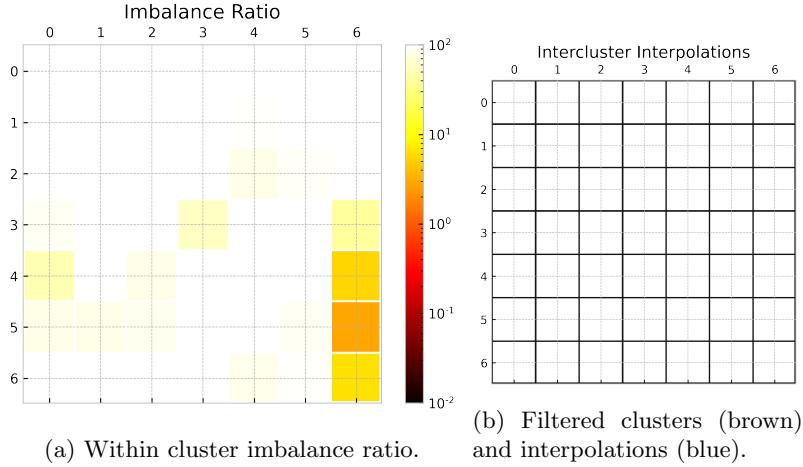 Imbalance Ratio
0 1 2 3 4 5 6
0
1
2
3
4
5
6
10^2
10^1
10^0
10^-1
10^-2
(a) Within cluster imbalance ratio.
Intercluster Interpolations
0 1 2 3 4 5 6
0
1
2
3
4
5
6
(b) Filtered clusters (brown)
and interpolations (blue).